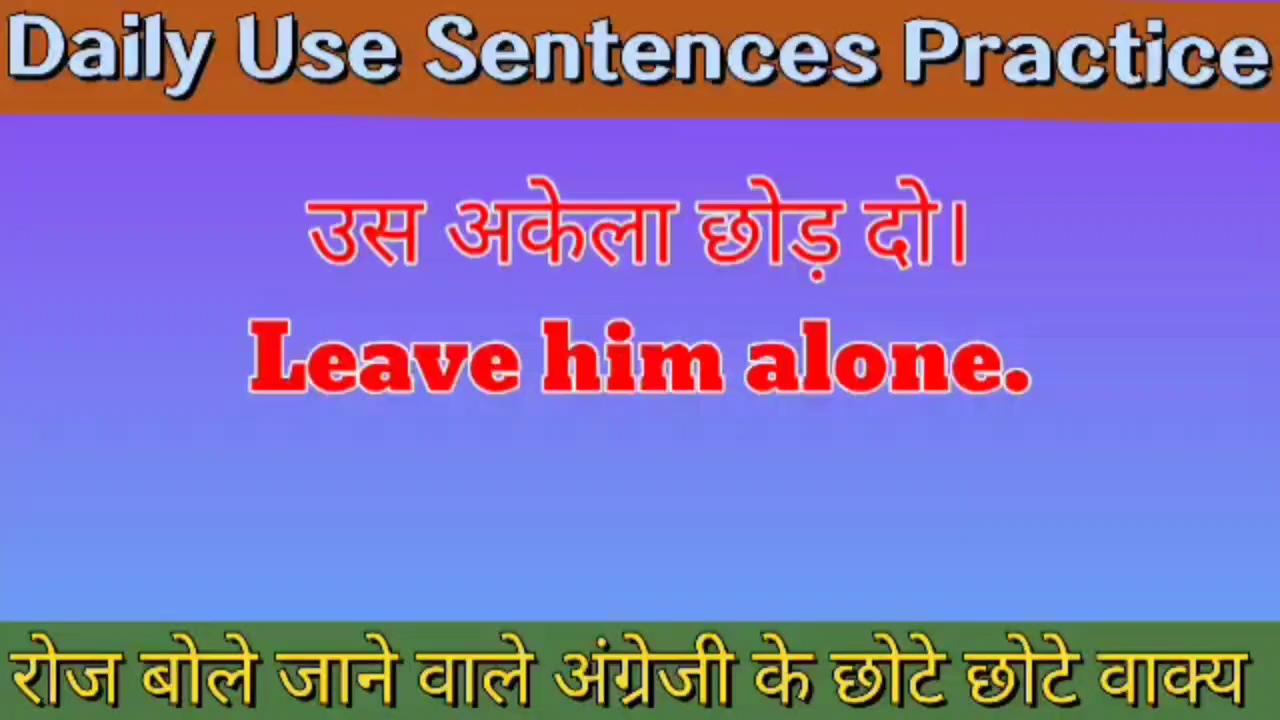 Daily Use Sentences Practice
उस अकेला छोड़ दो।
Leave him alone.
रोज बोले जाने वाले अंग्रेजी के छोटे छोटे वाक्य